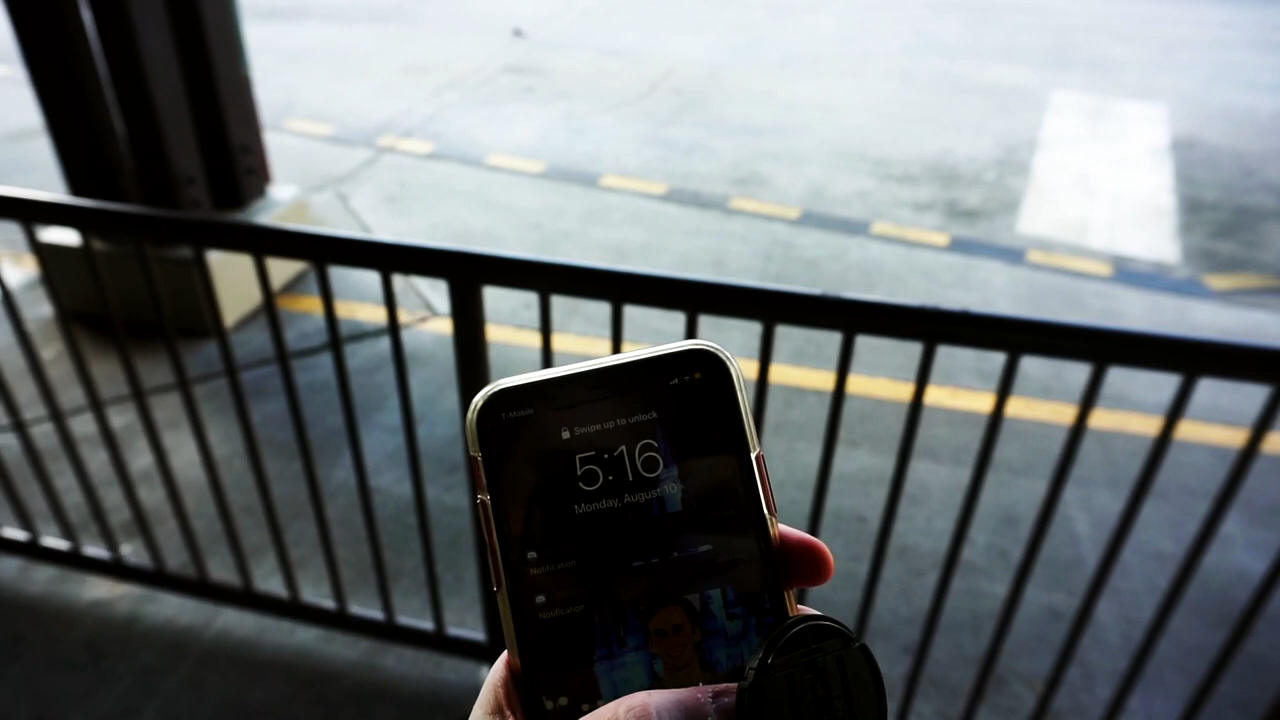 T-Mobile
Swipe up to unlock
5:16
Monday, August 10
Notification
Notification